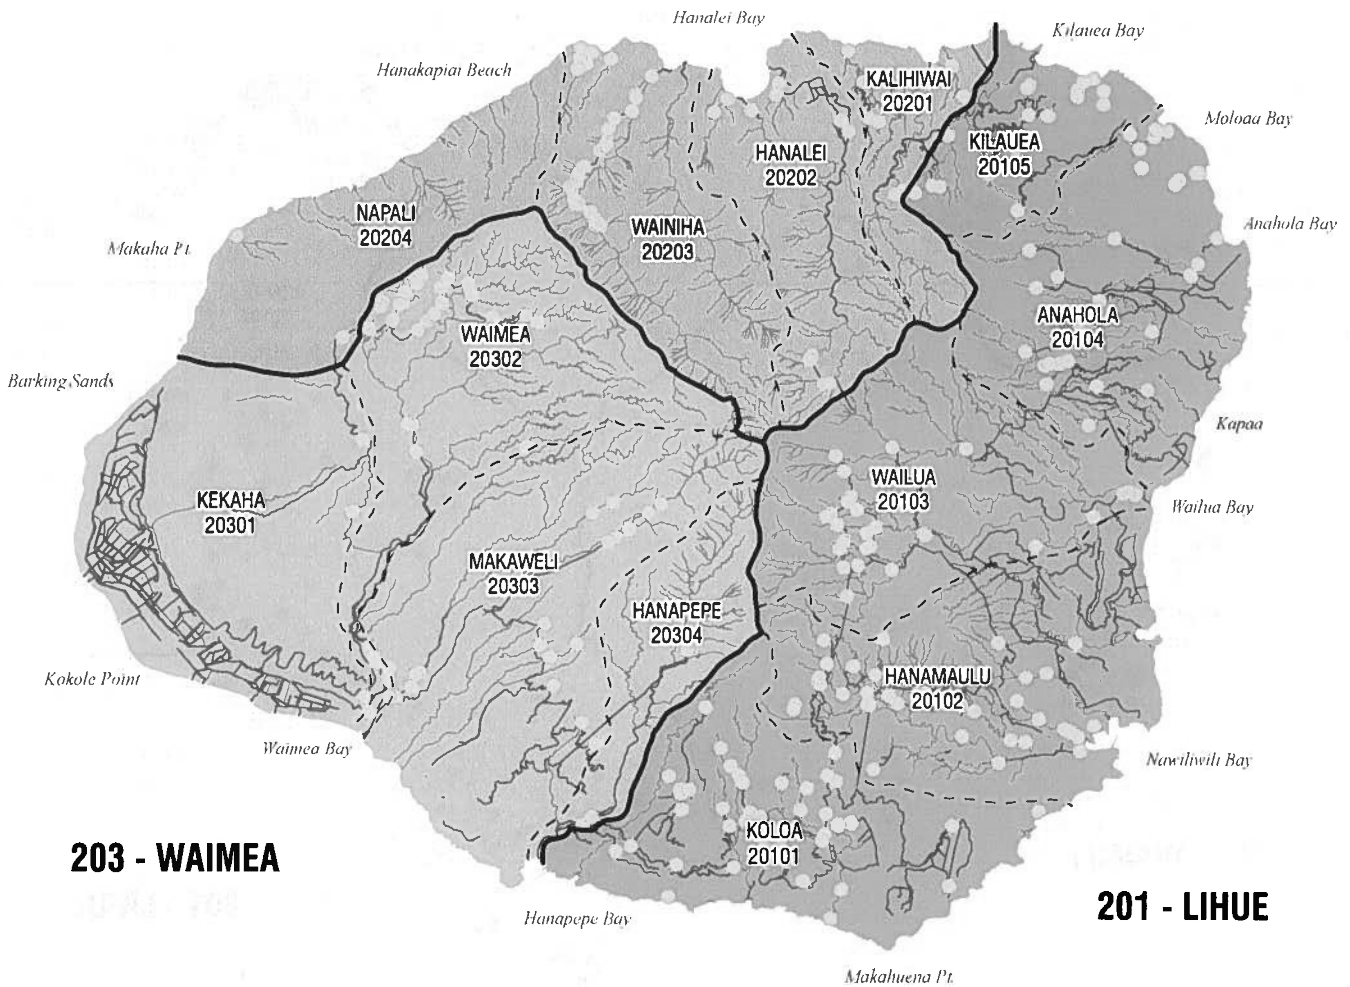 Hanalei Bay
Kilauea Bay
Hanakapiai Beach
KALIHIWAI
20201
Moloaa Bay
KILAUEA
20105
HANALEI
20202
NAPALI
20204
WAINIHA
20203
Anahola Bay
Makaha Pt.
ANAHOLA
20104
WAIMEA
20302
Barking Sands
Kapaa
WAILUA
20103
KEKAHA
20301
Wailua Bay
MAKAWELI
20303
HANAPEPE
20304
Kokole Point
HANAMAULU
20102
Waimea Bay
Nawiliwili Bay
KOLOA
20101
203 - WAIMEA
201 - LIHUE
Hanapepe Bay
Makahuena Pt.